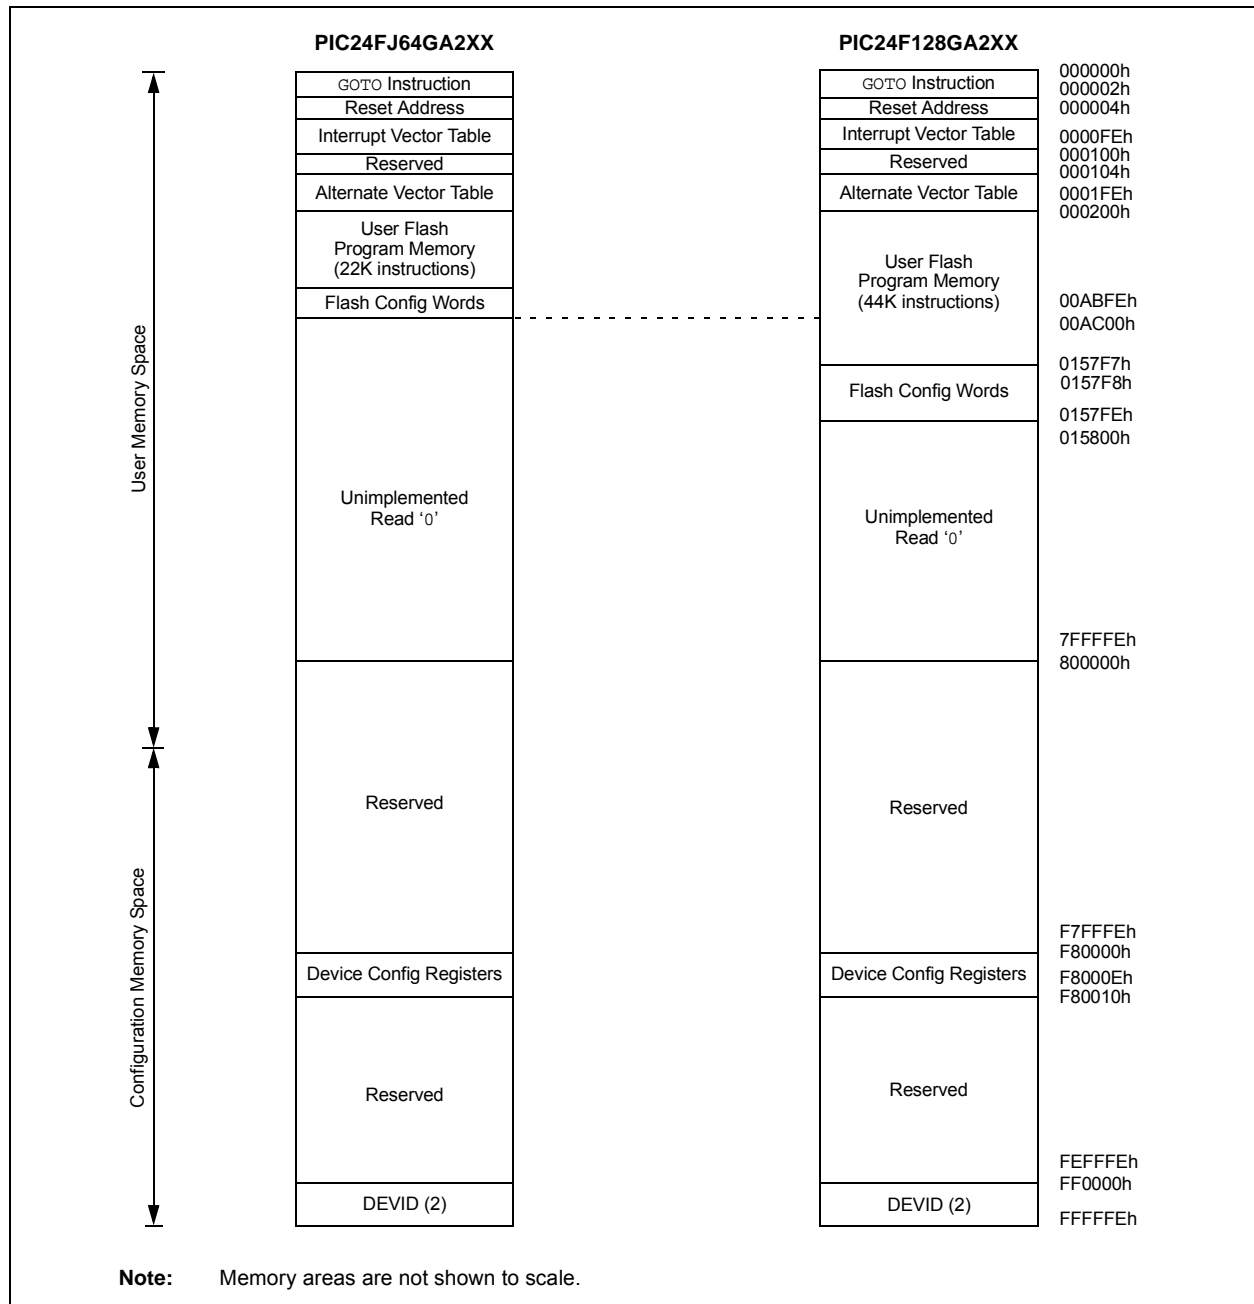 PIC24FJ64GA2XX
GOTO Instruction
Reset Address
Interrupt Vector Table
Reserved
Alternate Vector Table
User Flash
Program Memory
(22K instructions)
Flash Config Words
Unimplemented
Read ‘0’
Reserved
Device Config Registers
Reserved
DEVID (2)
PIC24F128GA2XX
GOTO Instruction
Reset Address
Interrupt Vector Table
Reserved
Alternate Vector Table
User Flash
Program Memory
(44K instructions)
Flash Config Words
Unimplemented
Read ‘0’
Reserved
Device Config Registers
Reserved
DEVID (2)
000000h
000002h
000004h
0000FEh
000100h
000104h
0001FEh
000200h
00ABFEh
00AC00h
0157F7h
0157F8h
0157FEh
015800h
7FFFFEh
800000h
F7FFFEh
F80000h
F8000Eh
F80010h
FEFFFEh
FF0000h
FFFFFEh
User Memory Space
Configuration Memory Space
Note: Memory areas are not shown to scale.